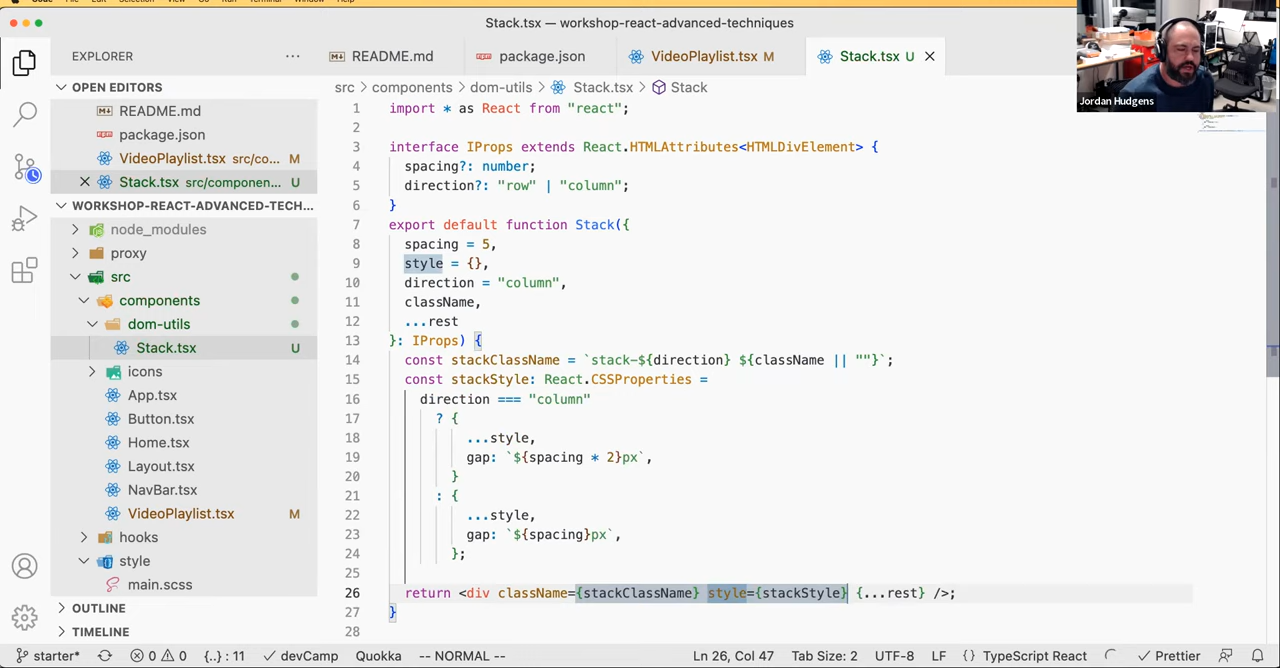 Stack.tsx — workshop-react-advanced-techniques
Jordan Hudgens
EXPLORER
···
README.md
package.json
VideoPlaylist.tsx M
Stack.tsx U
OPEN EDITORS
README.md
package.json
VideoPlaylist.tsx src/co... M
Stack.tsx src/componen... U
WORKSHOP-REACT-ADVANCED-TECH...
node_modules
proxy
src
components
dom-utils
Stack.tsx U
icons
App.tsx
Button.tsx
Home.tsx
Layout.tsx
NavBar.tsx
VideoPlaylist.tsx M
hooks
style
main.scss
OUTLINE
TIMELINE
src > components > dom-utils > Stack.tsx > Stack
1 import * as React from "react";
2
3 interface IProps extends React.HTMLAttributes<HTMLDivElement> {
4 spacing?: number;
5 direction?: "row" | "column";
6 }
7 export default function Stack({
8 spacing = 5,
9 style = {},
10 direction = "column",
11 className,
12 ...rest
13 }: IProps) {
14 const stackClassName = `stack-${direction} ${className || ""}`;
15 const stackStyle: React.CSSProperties =
16 direction === "column"
17 ? {
18 ...style,
19 gap: `${spacing * 2}px`,
20 }
21 : {
22 ...style,
23 gap: `${spacing}px`,
24 };
25
26 return <div className={stackClassName} style={stackStyle} {...rest} />;
27 }
28
starter* 0 0 {..} : 11 devCamp Quokka -- NORMAL -- Ln 26, Col 47 Tab Size: 2 UTF-8 LF {} TypeScript React Prettier